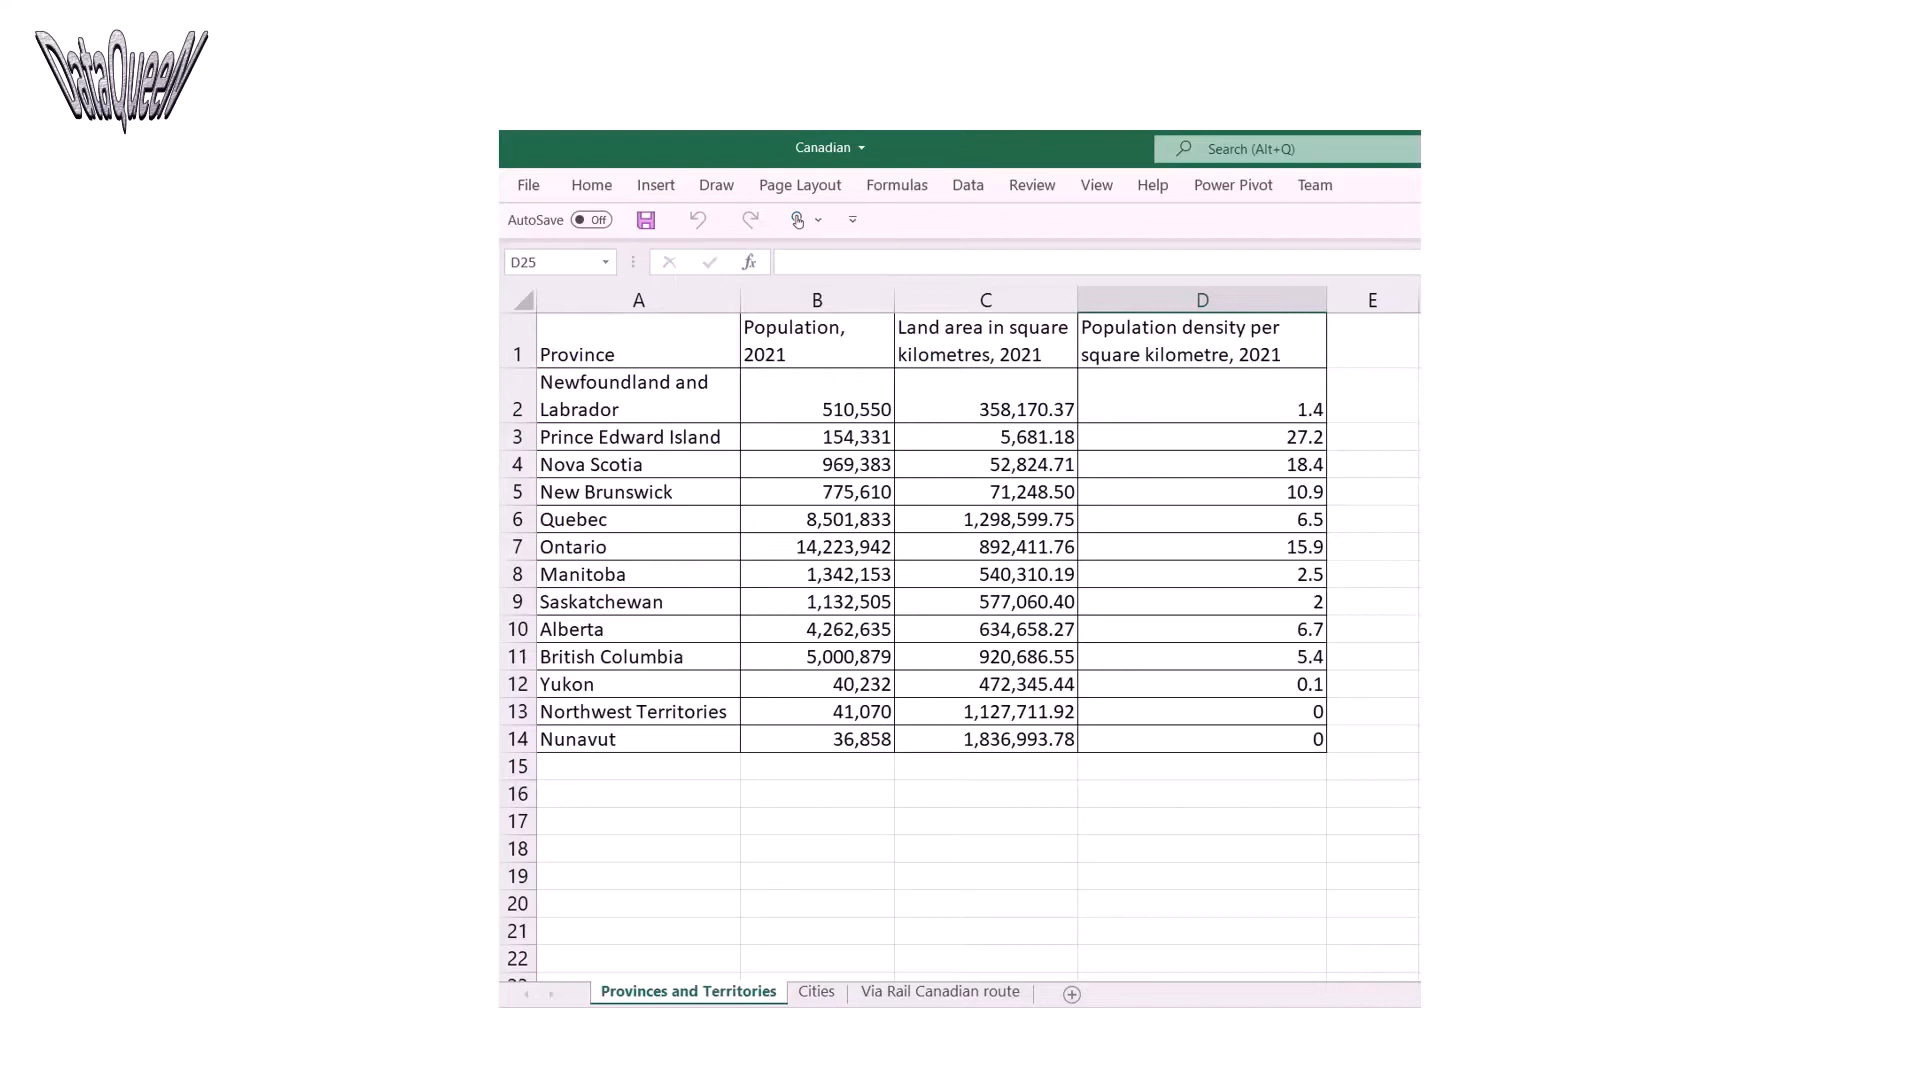 DataQueeN
Canadian
Search (Alt+Q)
File Home Insert Draw Page Layout Formulas Data Review View Help Power Pivot Team
AutoSave Off
D25 fx
A B C D E
1 Province Population, 2021 Land area in square kilometres, 2021 Population density per square kilometre, 2021
2 Newfoundland and Labrador 510,550 358,170.37 1.4
3 Prince Edward Island 154,331 5,681.18 27.2
4 Nova Scotia 969,383 52,824.71 18.4
5 New Brunswick 775,610 71,248.50 10.9
6 Quebec 8,501,833 1,298,599.75 6.5
7 Ontario 14,223,942 892,411.76 15.9
8 Manitoba 1,342,153 540,310.19 2.5
9 Saskatchewan 1,132,505 577,060.40 2
10 Alberta 4,262,635 634,658.27 6.7
11 British Columbia 5,000,879 920,686.55 5.4
12 Yukon 40,232 472,345.44 0.1
13 Northwest Territories 41,070 1,127,711.92 0
14 Nunavut 36,858 1,836,993.78 0
15
16
17
18
19
20
21
22
Provinces and Territories Cities Via Rail Canadian route